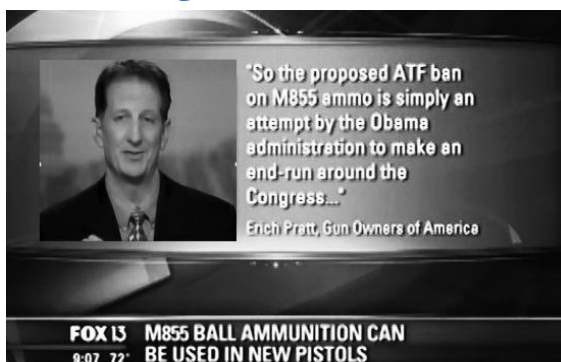 "So the proposed ATF ban
on M855 ammo is simply an
attempt by the Obama
administration to make an
end-run around the
Congress..."
Erich Pratt, Gun Owners of America
FOX 13 M855 BALL AMMUNITION CAN
9:07 72° BE USED IN NEW PISTOLS